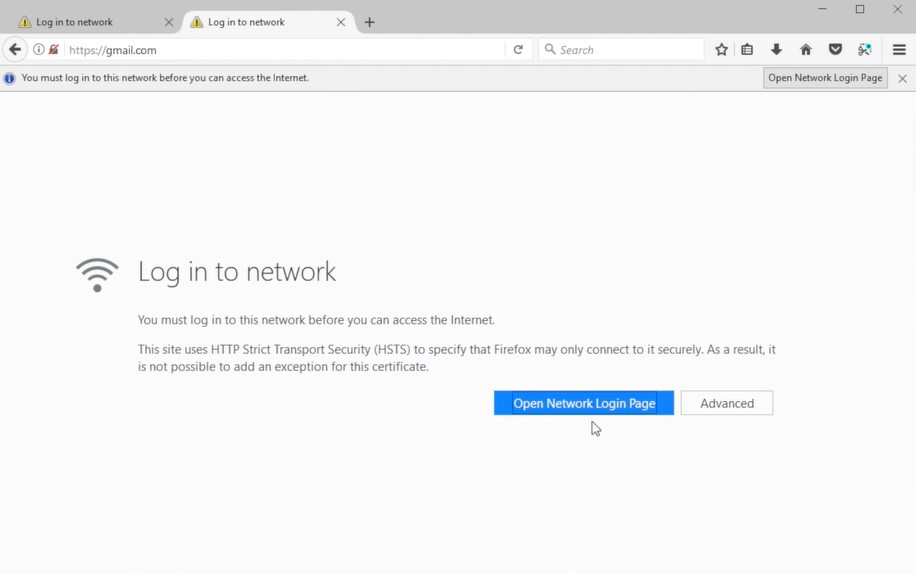 Log in to network
Log in to network
https://gmail.com
Search
You must log in to this network before you can access the Internet.
Open Network Login Page
Log in to network
You must log in to this network before you can access the Internet.
This site uses HTTP Strict Transport Security (HSTS) to specify that Firefox may only connect to it securely. As a result, it
is not possible to add an exception for this certificate.
Open Network Login Page
Advanced